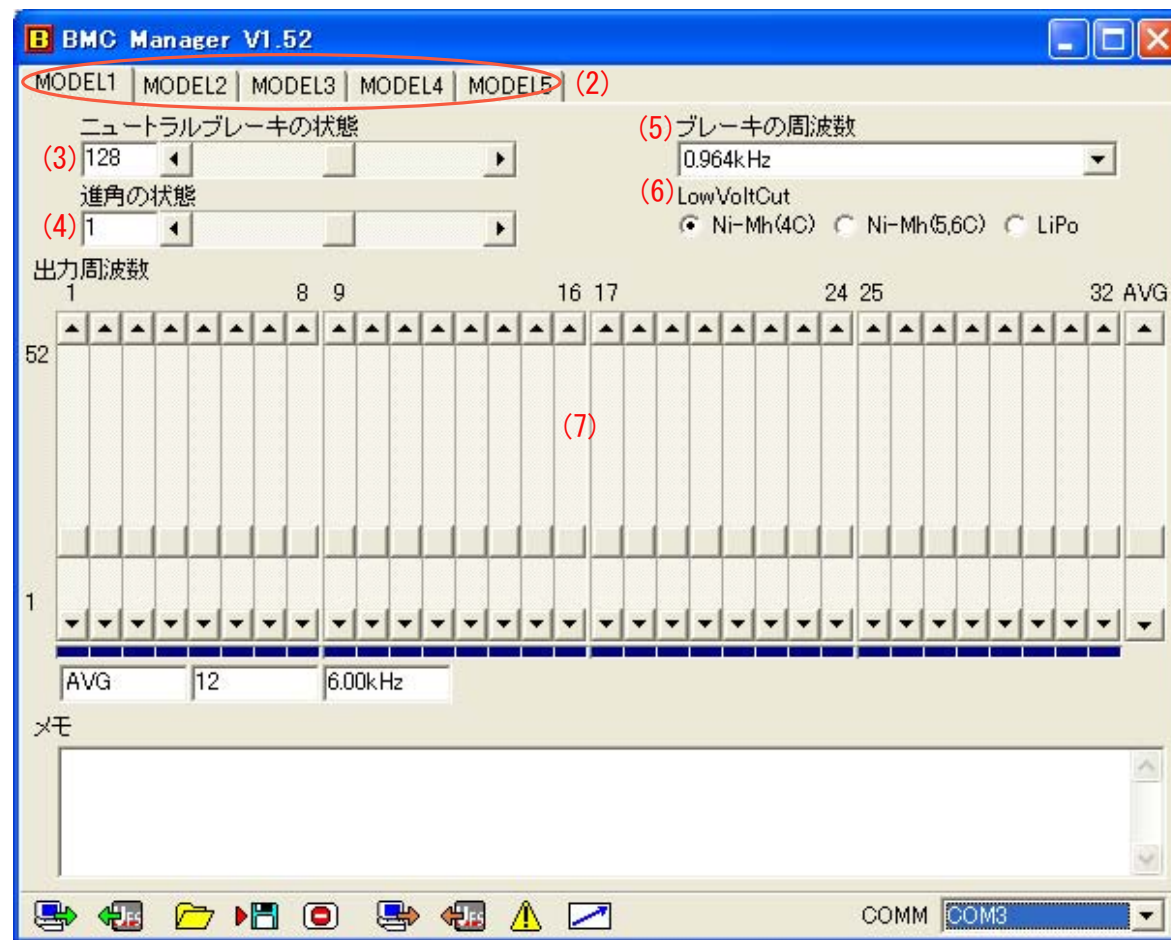 BMC Manager V1.52
MODEL1 MODEL2 MODEL3 MODEL4 MODEL5 (2)
ニュートラルブレーキの状態
(3) 128
進角の状態
(4) 1
(5) ブレーキの周波数
0.964kHz
(6) LowVoltCut
Ni-Mh(4C) Ni-Mh(5,6C) LiPo
出力周波数
1 8 9 16 17 24 25 32 AVG
52
(7)
1
AVG 12 6.00kHz
メモ
COMM COM3